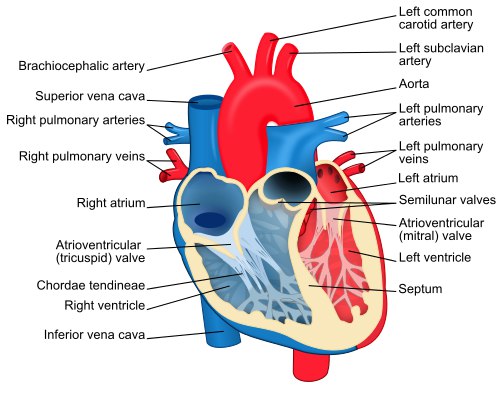 Brachiocephalic artery
Superior vena cava
Right pulmonary arteries
Right pulmonary veins
Right atrium
Atrioventricular
(tricuspid) valve
Chordae tendineae
Right ventricle
Inferior vena cava
Left common
carotid artery
Left subclavian
artery
Aorta
Left pulmonary
arteries
Left pulmonary
veins
Left atrium
Semilunar valves
Atrioventricular
(mitral) valve
Left ventricle
Septum